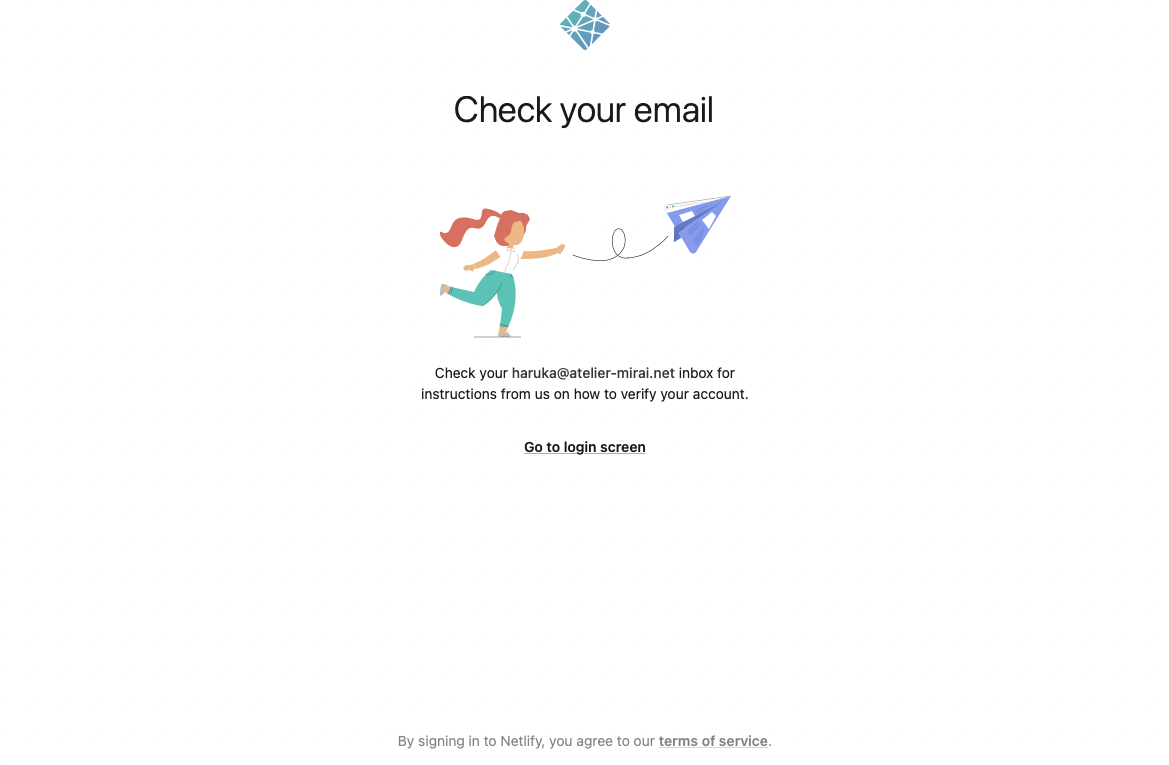 Check your email
Check your haruka@atelier-mirai.net inbox for
instructions from us on how to verify your account.
Go to login screen
By signing in to Netlify, you agree to our terms of service.